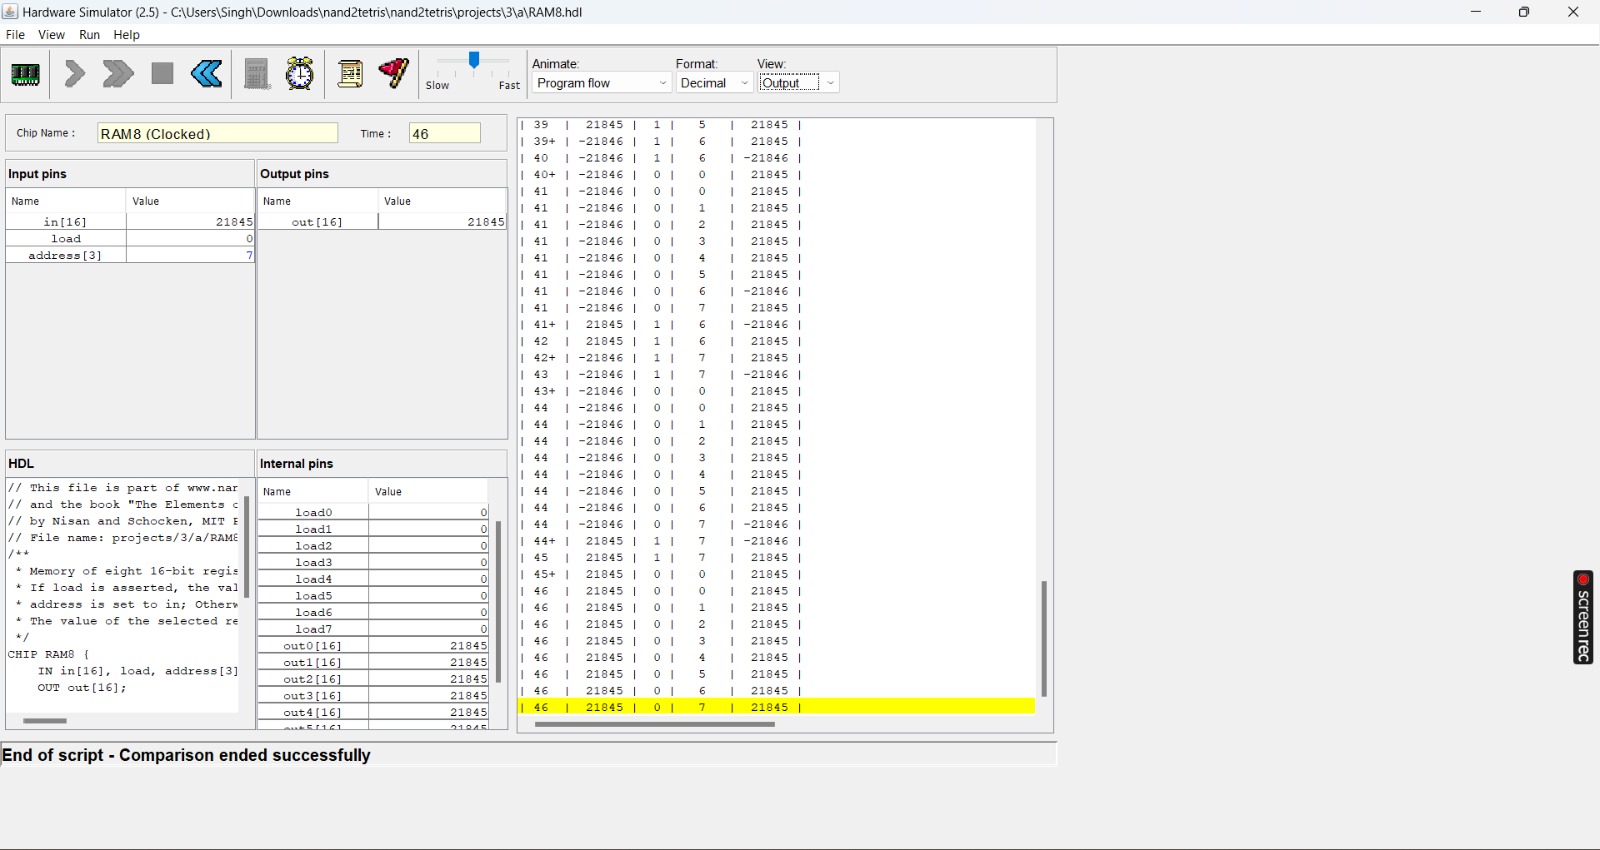 Hardware Simulator (2.5) - C:\Users\Singh\Downloads\nand2tetris\nand2tetris\projects\3\a\RAM8.hdl
File View Run Help
Slow Fast
Animate: Format: View:
Program flow Decimal Output
Chip Name : RAM8 (Clocked) Time : 46
Input pins
Name Value
in[16] 21845
load 0
address[3] 7
Output pins
Name Value
out[16] 21845
HDL
// This file is part of www.nan
// and the book "The Elements o
// by Nisan and Schocken, MIT P
// File name: projects/3/a/RAM8
/**
* Memory of eight 16-bit regis
* If load is asserted, the val
* address is set to in; Otherw
* The value of the selected re
*/
CHIP RAM8 {
IN in[16], load, address[3]
OUT out[16];
Internal pins
Name Value
load0 0
load1 0
load2 0
load3 0
load4 0
load5 0
load6 0
load7 0
out0[16] 21845
out1[16] 21845
out2[16] 21845
out3[16] 21845
out4[16] 21845
out5[16] 21845
| 39 | 21845 | 1 | 5 | 21845 |
| 39+ | -21846 | 1 | 6 | 21845 |
| 40 | -21846 | 1 | 6 | -21846 |
| 40+ | -21846 | 0 | 0 | 21845 |
| 41 | -21846 | 0 | 0 | 21845 |
| 41 | -21846 | 0 | 1 | 21845 |
| 41 | -21846 | 0 | 2 | 21845 |
| 41 | -21846 | 0 | 3 | 21845 |
| 41 | -21846 | 0 | 4 | 21845 |
| 41 | -21846 | 0 | 5 | 21845 |
| 41 | -21846 | 0 | 6 | -21846 |
| 41 | -21846 | 0 | 7 | 21845 |
| 41+ | 21845 | 1 | 6 | -21846 |
| 42 | 21845 | 1 | 6 | 21845 |
| 42+ | -21846 | 1 | 7 | 21845 |
| 43 | -21846 | 1 | 7 | -21846 |
| 43+ | -21846 | 0 | 0 | 21845 |
| 44 | -21846 | 0 | 0 | 21845 |
| 44 | -21846 | 0 | 1 | 21845 |
| 44 | -21846 | 0 | 2 | 21845 |
| 44 | -21846 | 0 | 3 | 21845 |
| 44 | -21846 | 0 | 4 | 21845 |
| 44 | -21846 | 0 | 5 | 21845 |
| 44 | -21846 | 0 | 6 | 21845 |
| 44 | -21846 | 0 | 7 | -21846 |
| 44+ | 21845 | 1 | 7 | -21846 |
| 45 | 21845 | 1 | 7 | 21845 |
| 45+ | 21845 | 0 | 0 | 21845 |
| 46 | 21845 | 0 | 0 | 21845 |
| 46 | 21845 | 0 | 1 | 21845 |
| 46 | 21845 | 0 | 2 | 21845 |
| 46 | 21845 | 0 | 3 | 21845 |
| 46 | 21845 | 0 | 4 | 21845 |
| 46 | 21845 | 0 | 5 | 21845 |
| 46 | 21845 | 0 | 6 | 21845 |
| 46 | 21845 | 0 | 7 | 21845 |
End of script - Comparison ended successfully
screenrec